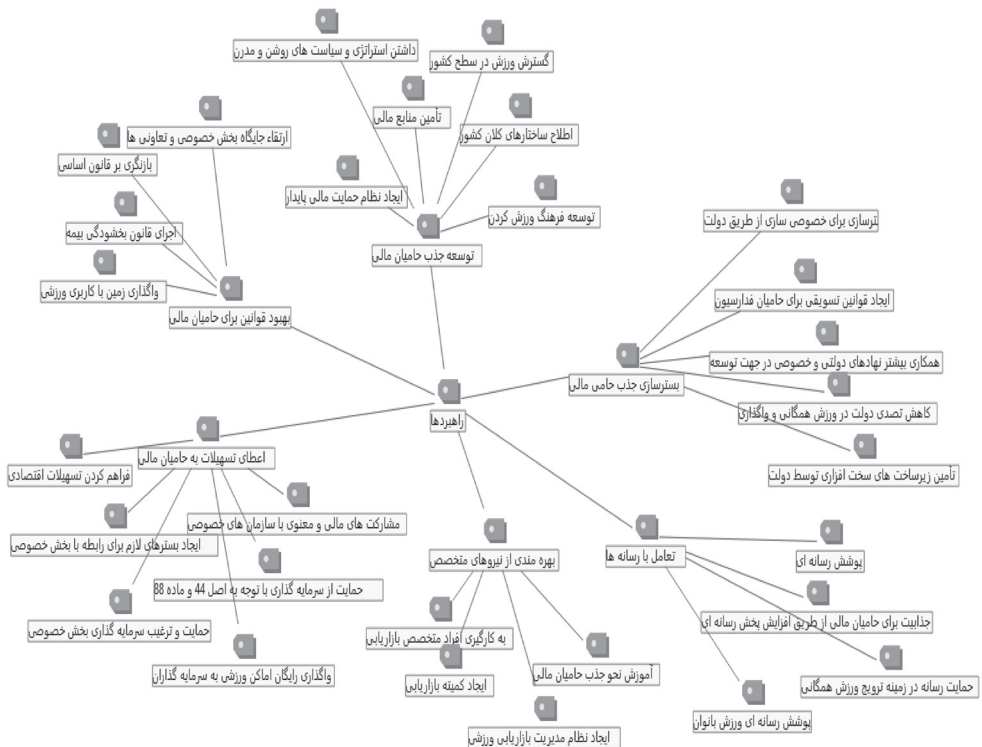 داشتن استراتژی و سیاست های روشن و مدرن
گسترش ورزش در سطح کشور
تأمین منابع مالی
اطلاح ساختارهای کلان کشور
ایجاد نظام حمایت مالی پایدار
توسعه فرهنگ ورزش کردن
توسعه جذب حامیان مالی
ارتقاء جایگاه بخش خصوصی و تعاونی ها
بازنگری بر قانون اساسی
اجرای قانون بخشودگی بیمه
واگذاری زمین با کاربری ورزشی
بهبود قوانین برای حامیان مالی
بسترسازی جذب حامی مالی
ترسازی برای خصوصی سازی از طریق دولت
ایجاد قوانین تسویقی برای حامیان فدارسیون
همکاری بیشتر نهادهای دولتی و خصوصی در جهت توسعه
کاهش تصدی دولت در ورزش همگانی و واگذاری
تأمین زیرساخت های سخت افزاری توسط دولت
راهبردها
اعطای تسهیلات به حامیان مالی
فراهم کردن تسهیلات اقتصادی
مشارکت های مالی و معنوی با سازمان های خصوصی
ایجاد بسترهای لازم برای رابطه با بخش خصوصی
حمایت از سرمایه گذاری با توجه به اصل 44 و ماده 88
حمایت و ترغیب سرمایه گذاری بخش خصوصی
واگذاری رایگان اماکن ورزشی به سرمایه گذاران
بهره مندی از نیروهای متخصص
به کارگیری افراد متخصص بازاریابی
ایجاد کمیته بازاریابی
آموزش نحو جذب حامیان مالی
ایجاد نظام مدیریت بازاریابی ورزشی
تعامل با رسانه ها
پوشش رسانه ای
جذابیت برای حامیان مالی از طریق افزایش پخش رسانه ای
حمایت رسانه در زمینه ترویج ورزش همگانی
پوشش رسانه ای ورزش بانوان